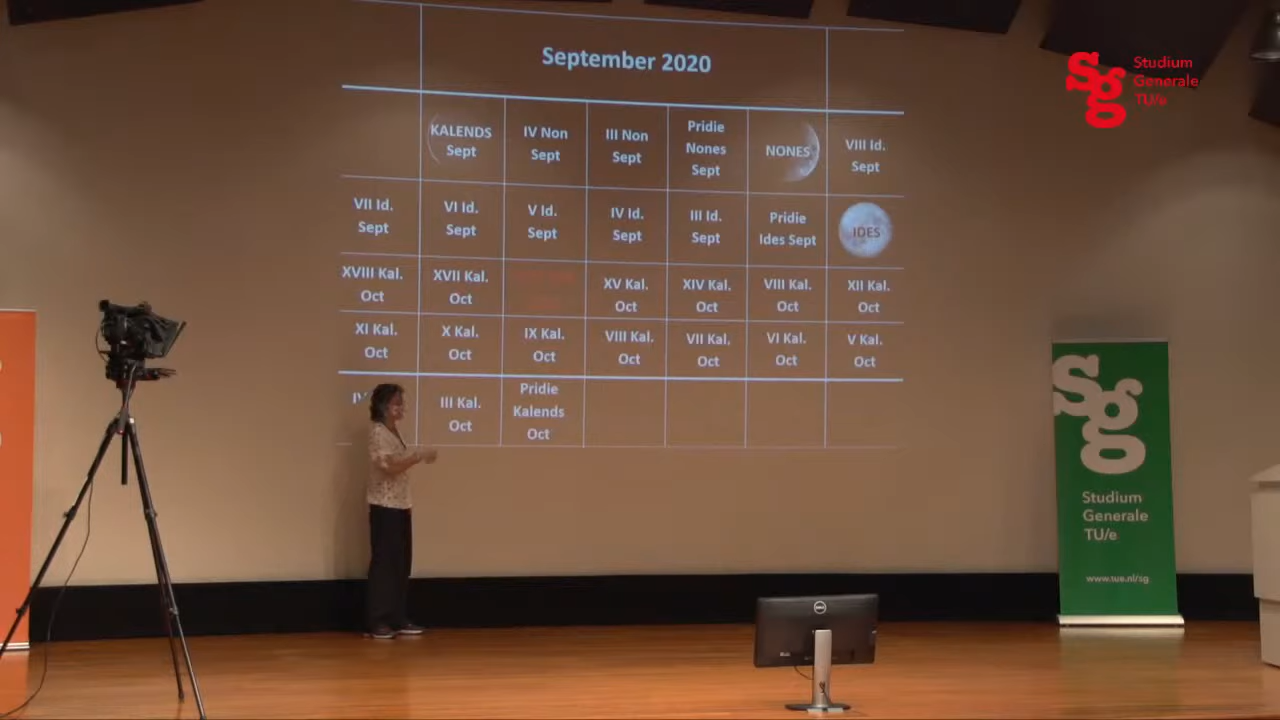 September 2020
KALENDS
Sept
IV Non
Sept
III Non
Sept
Pridie
Nones
Sept
NONES
VIII Id.
Sept
VII Id.
Sept
VI Id.
Sept
V Id.
Sept
IV Id.
Sept
III Id.
Sept
Pridie
Ides Sept
IDES
XVIII Kal.
Oct
XVII Kal.
Oct
XV Kal.
Oct
XIV Kal.
Oct
VIII Kal.
Oct
XII Kal.
Oct
XI Kal.
Oct
X Kal.
Oct
IX Kal.
Oct
VIII Kal.
Oct
VII Kal.
Oct
VI Kal.
Oct
V Kal.
Oct
III Kal.
Oct
Pridie
Kalends
Oct
sg
Studium
Generale
TU/e
sg
Studium
Generale
TU/e
www.tue.nl/sg
DELL